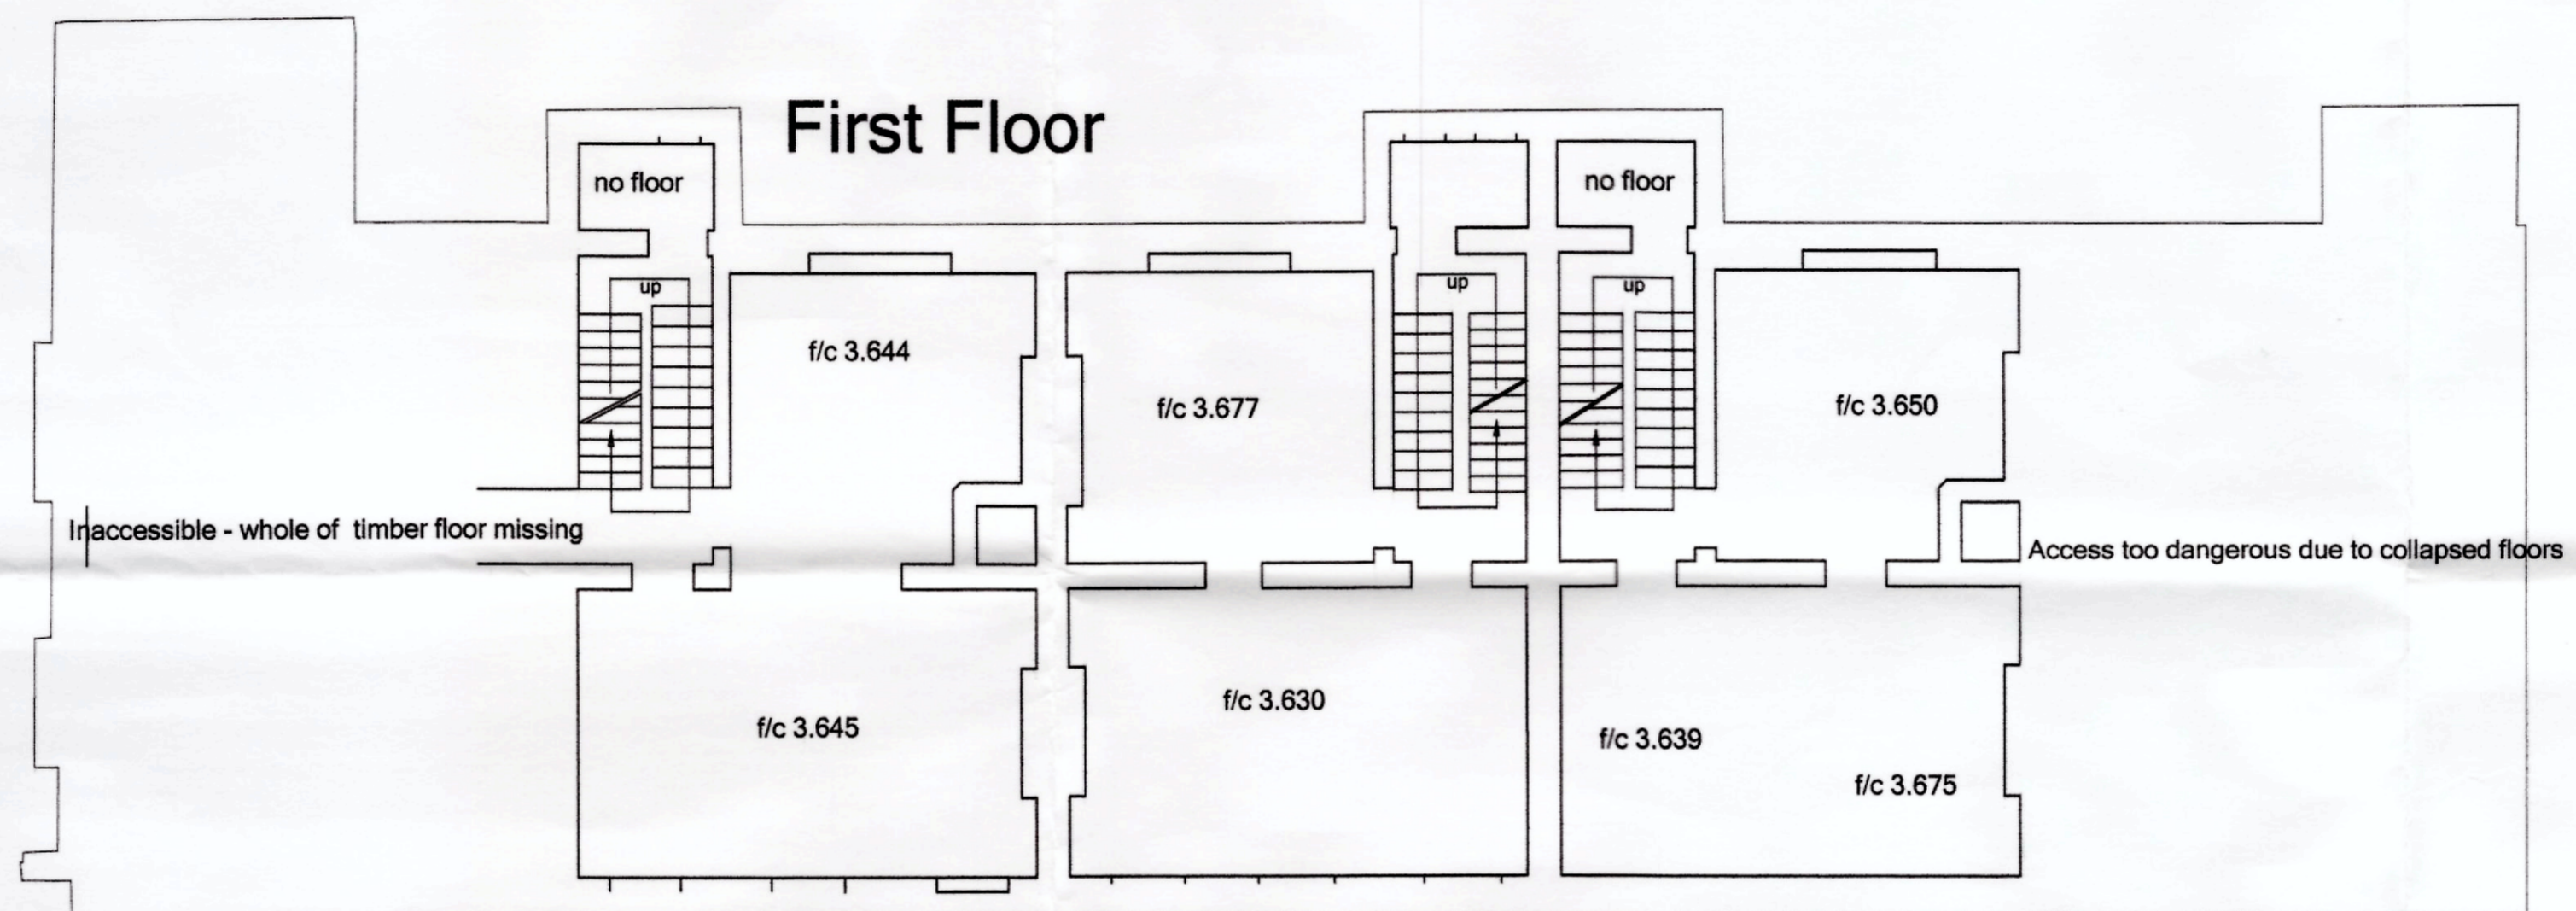 First Floor
no floor
no floor
up
up
up
f/c 3.644
f/c 3.677
f/c 3.650
Inaccessible - whole of timber floor missing
Access too dangerous due to collapsed floors
f/c 3.645
f/c 3.630
f/c 3.639
f/c 3.675